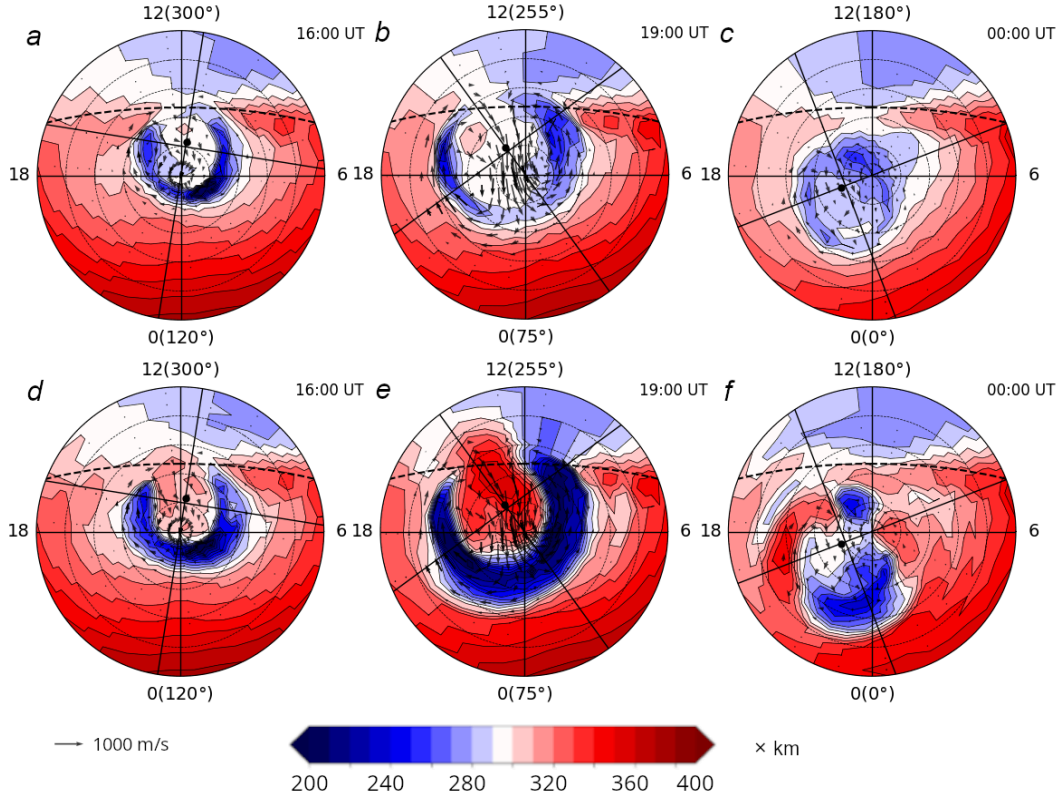 a 12(300°) 16:00 UT b 12(255°) 19:00 UT c 12(180°) 00:00 UT
18 6 18 6 18 6
0(120°) 0(75°) 0(0°)
d 12(300°) 16:00 UT e 12(255°) 19:00 UT f 12(180°) 00:00 UT
18 6 18 6 18 6
0(120°) 0(75°) 0(0°)
1000 m/s × km
200 240 280 320 360 400